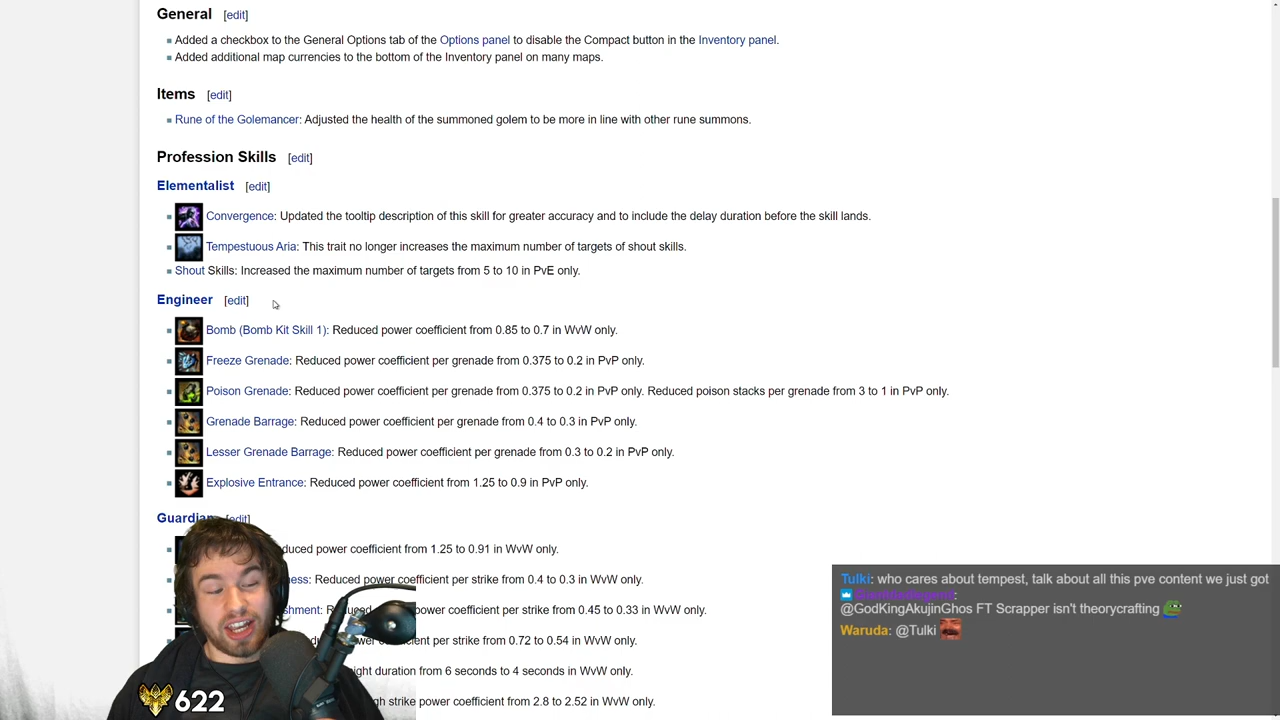 General [edit]
Added a checkbox to the General Options tab of the Options panel to disable the Compact button in the Inventory panel.
Added additional map currencies to the bottom of the Inventory panel on many maps.
Items [edit]
Rune of the Golemancer: Adjusted the health of the summoned golem to be more in line with other rune summons.
Profession Skills [edit]
Elementalist [edit]
Convergence: Updated the tooltip description of this skill for greater accuracy and to include the delay duration before the skill lands.
Tempestuous Aria: This trait no longer increases the maximum number of targets of shout skills.
Shout Skills: Increased the maximum number of targets from 5 to 10 in PvE only.
Engineer [edit]
Bomb (Bomb Kit Skill 1): Reduced power coefficient from 0.85 to 0.7 in WvW only.
Freeze Grenade: Reduced power coefficient per grenade from 0.375 to 0.2 in PvP only.
Poison Grenade: Reduced power coefficient per grenade from 0.375 to 0.2 in PvP only. Reduced poison stacks per grenade from 3 to 1 in PvP only.
Grenade Barrage: Reduced power coefficient per grenade from 0.4 to 0.3 in PvP only.
Lesser Grenade Barrage: Reduced power coefficient per grenade from 0.3 to 0.2 in PvP only.
Explosive Entrance: Reduced power coefficient from 1.25 to 0.9 in PvP only.
Guardian [edit]
duced power coefficient from 1.25 to 0.91 in WvW only.
ness: Reduced power coefficient per strike from 0.4 to 0.3 in WvW only.
shment: Reduced power coefficient per strike from 0.45 to 0.33 in WvW only.
coefficient per strike from 0.72 to 0.54 in WvW only.
ight duration from 6 seconds to 4 seconds in WvW only.
gh strike power coefficient from 2.8 to 2.52 in WvW only.
622
Tulki: who cares about tempest, talk about all this pve content we just got
@GodKingAkujinGhos FT Scrapper isn't theorycrafting
Waruda: @Tulki